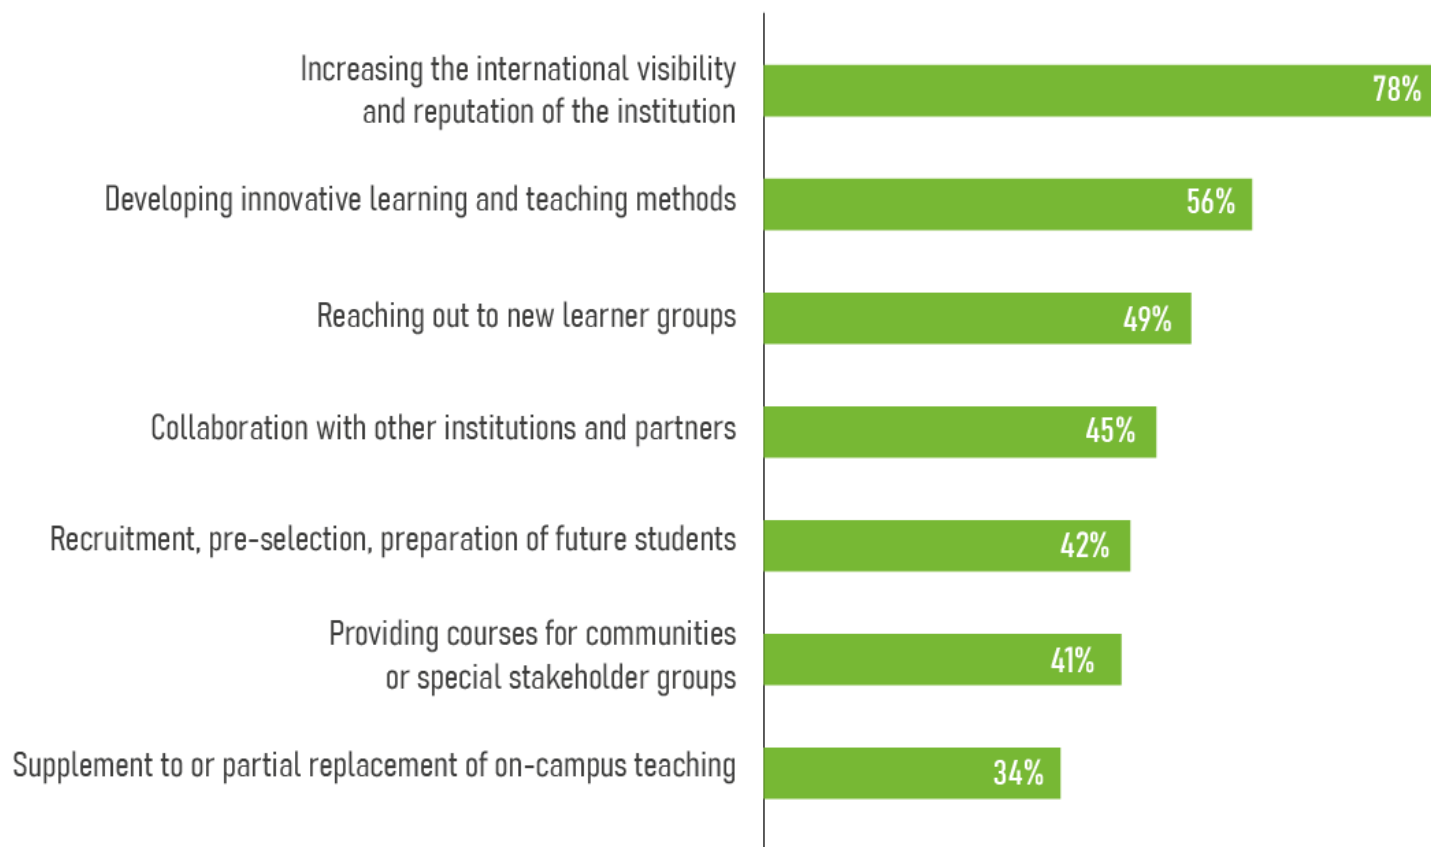 Increasing the international visibility
and reputation of the institution
78%
Developing innovative learning and teaching methods
56%
Reaching out to new learner groups
49%
Collaboration with other institutions and partners
45%
Recruitment, pre-selection, preparation of future students
42%
Providing courses for communities
or special stakeholder groups
41%
Supplement to or partial replacement of on-campus teaching
34%